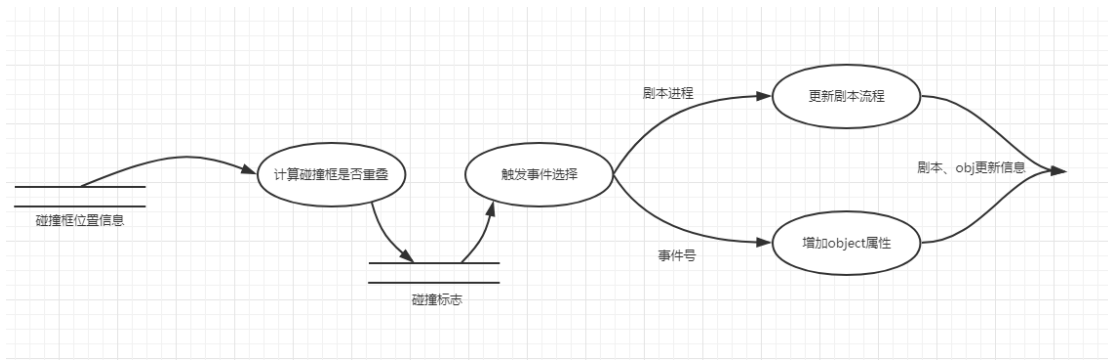 碰撞框位置信息
计算碰撞框是否重叠
碰撞标志
触发事件选择
剧本进程
事件号
更新剧本流程
增加object属性
剧本、obj更新信息